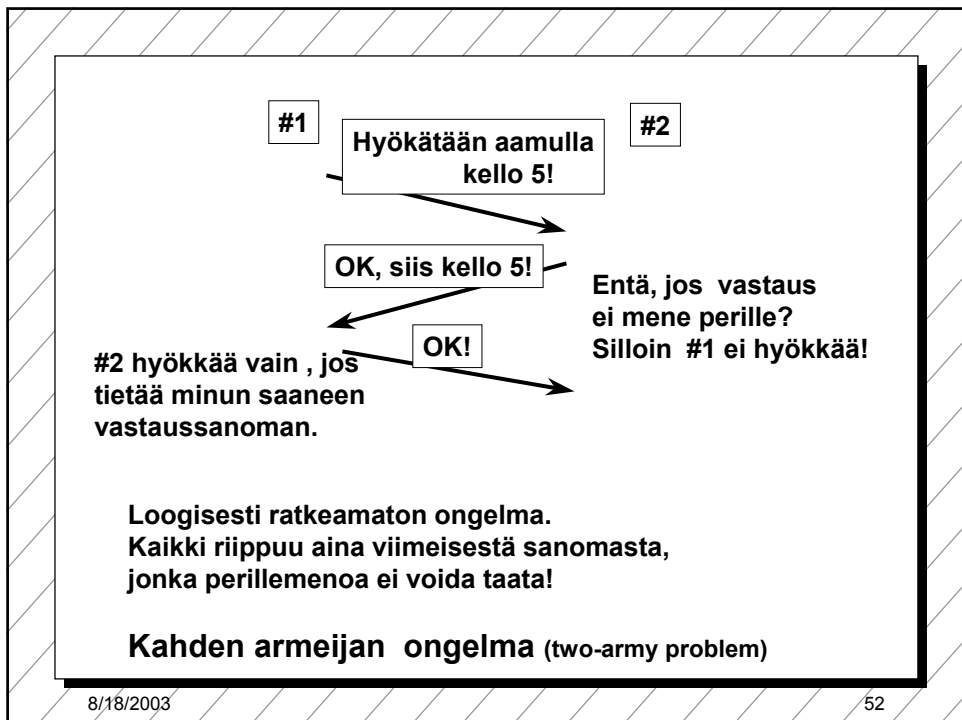 #1
Hyökätään aamulla
kello 5!
#2
OK, siis kello 5!
Entä, jos vastaus
ei mene perille?
Silloin #1 ei hyökkää!
OK!
#2 hyökkää vain , jos
tietää minun saaneen
vastaussanoman.
Loogisesti ratkeamaton ongelma.
Kaikki riippuu aina viimeisestä sanomasta,
jonka perillemenoa ei voida taata!
Kahden armeijan ongelma (two-army problem)
8/18/2003
52